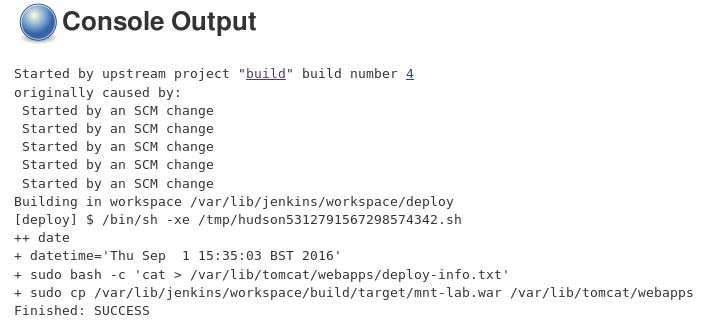 Console Output
Started by upstream project "build" build number 4
originally caused by:
 Started by an SCM change
 Started by an SCM change
 Started by an SCM change
 Started by an SCM change
 Started by an SCM change
Building in workspace /var/lib/jenkins/workspace/deploy
[deploy] $ /bin/sh -xe /tmp/hudson5312791567298574342.sh
++ date
+ datetime='Thu Sep  1 15:35:03 BST 2016'
+ sudo bash -c 'cat > /var/lib/tomcat/webapps/deploy-info.txt'
+ sudo cp /var/lib/jenkins/workspace/build/target/mnt-lab.war /var/lib/tomcat/webapps
Finished: SUCCESS